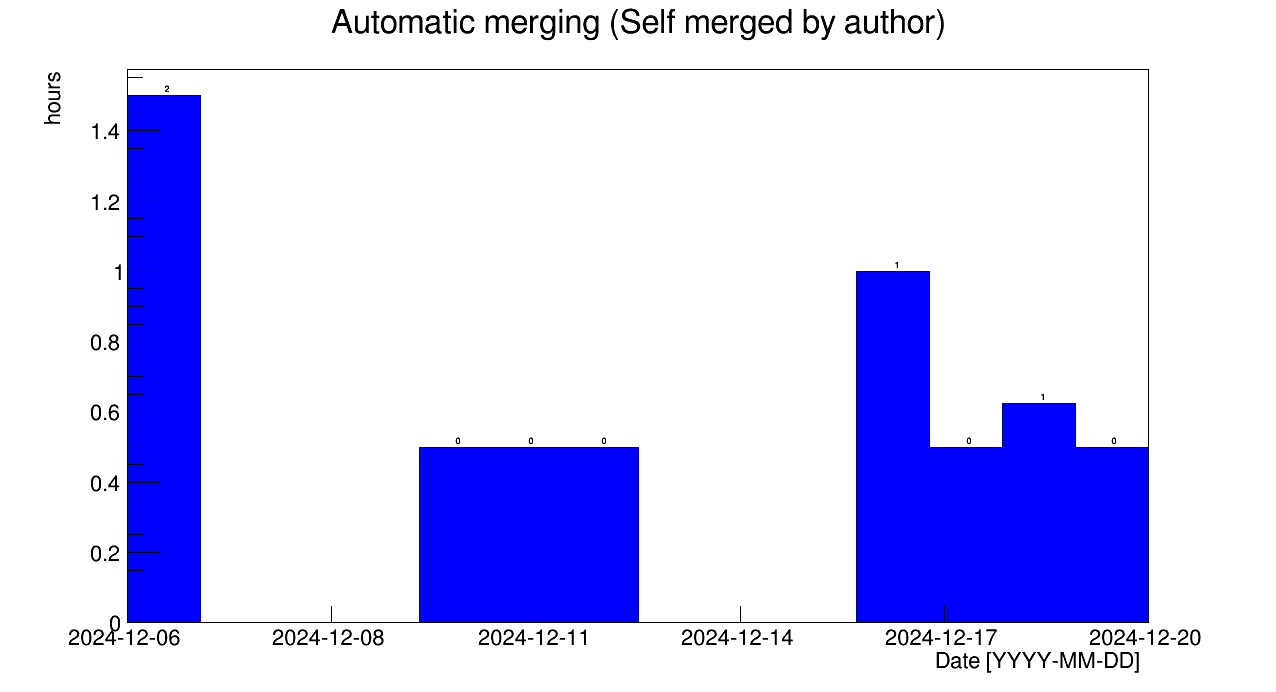 Automatic merging (Self merged by author)
hours
2
1.4
1.2
1
1
0.8
0.6
1
0 0 0 0 0
0.4
0.2
0
2024-12-06 2024-12-08 2024-12-11 2024-12-14 2024-12-17 2024-12-20
Date [YYYY-MM-DD]